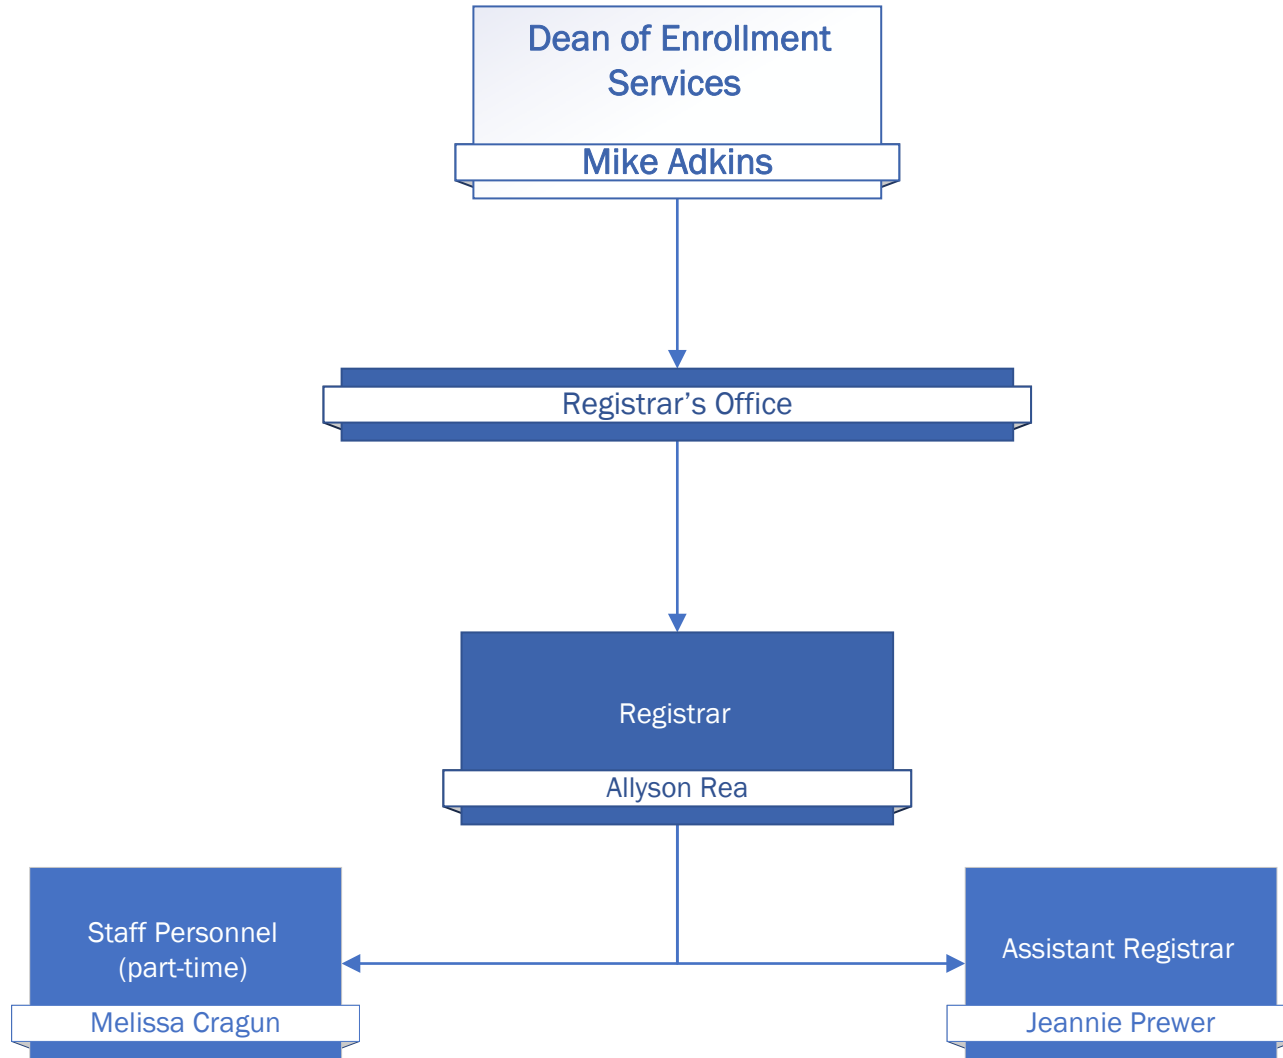 Dean of Enrollment
Services
Mike Adkins
Registrar’s Office
Registrar
Allyson Rea
Staff Personnel
(part-time)
Melissa Cragun
Assistant Registrar
Jeannie Prewer